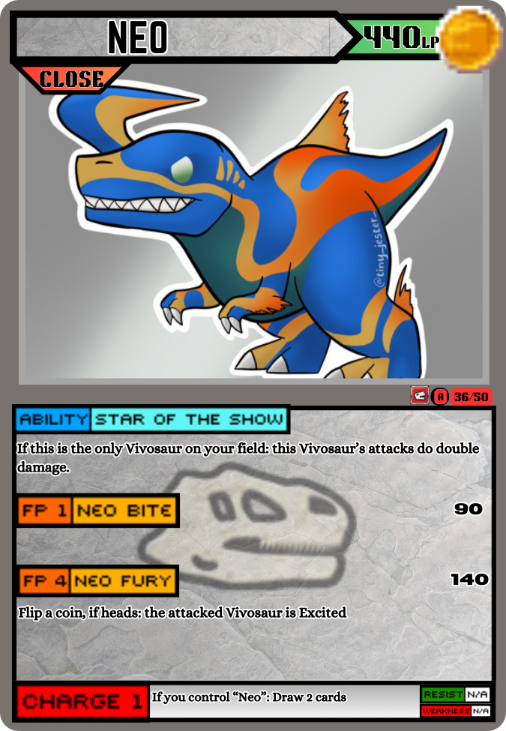 NEO
440LP
CLOSE
@tiny_jester_
A 36/50
ABILITY STAR OF THE SHOW
If this is the only Vivosaur on your field: this Vivosaur's attacks do double
damage.
FP 1 NEO BITE 90
FP 4 NEO FURY 140
Flip a coin, if heads: the attacked Vivosaur is Excited
CHARGE 1 If you control “Neo”: Draw 2 cards
RESIST N/A
WEAKNESS N/A